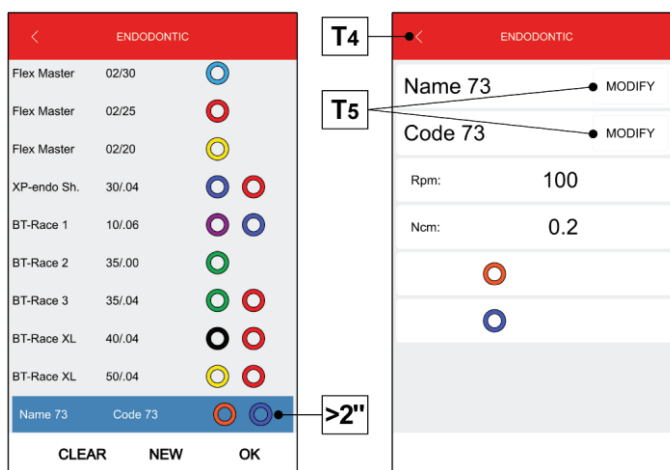 ENDODONTIC
Flex Master 02/30
Flex Master 02/25
Flex Master 02/20
XP-endo Sh. 30/.04
BT-Race 1 10/.06
BT-Race 2 35/.00
BT-Race 3 35/.04
BT-Race XL 40/.04
BT-Race XL 50/.04
Name 73 Code 73
CLEAR NEW OK
T4
T5
>2"
ENDODONTIC
Name 73 MODIFY
Code 73 MODIFY
Rpm: 100
Ncm: 0.2